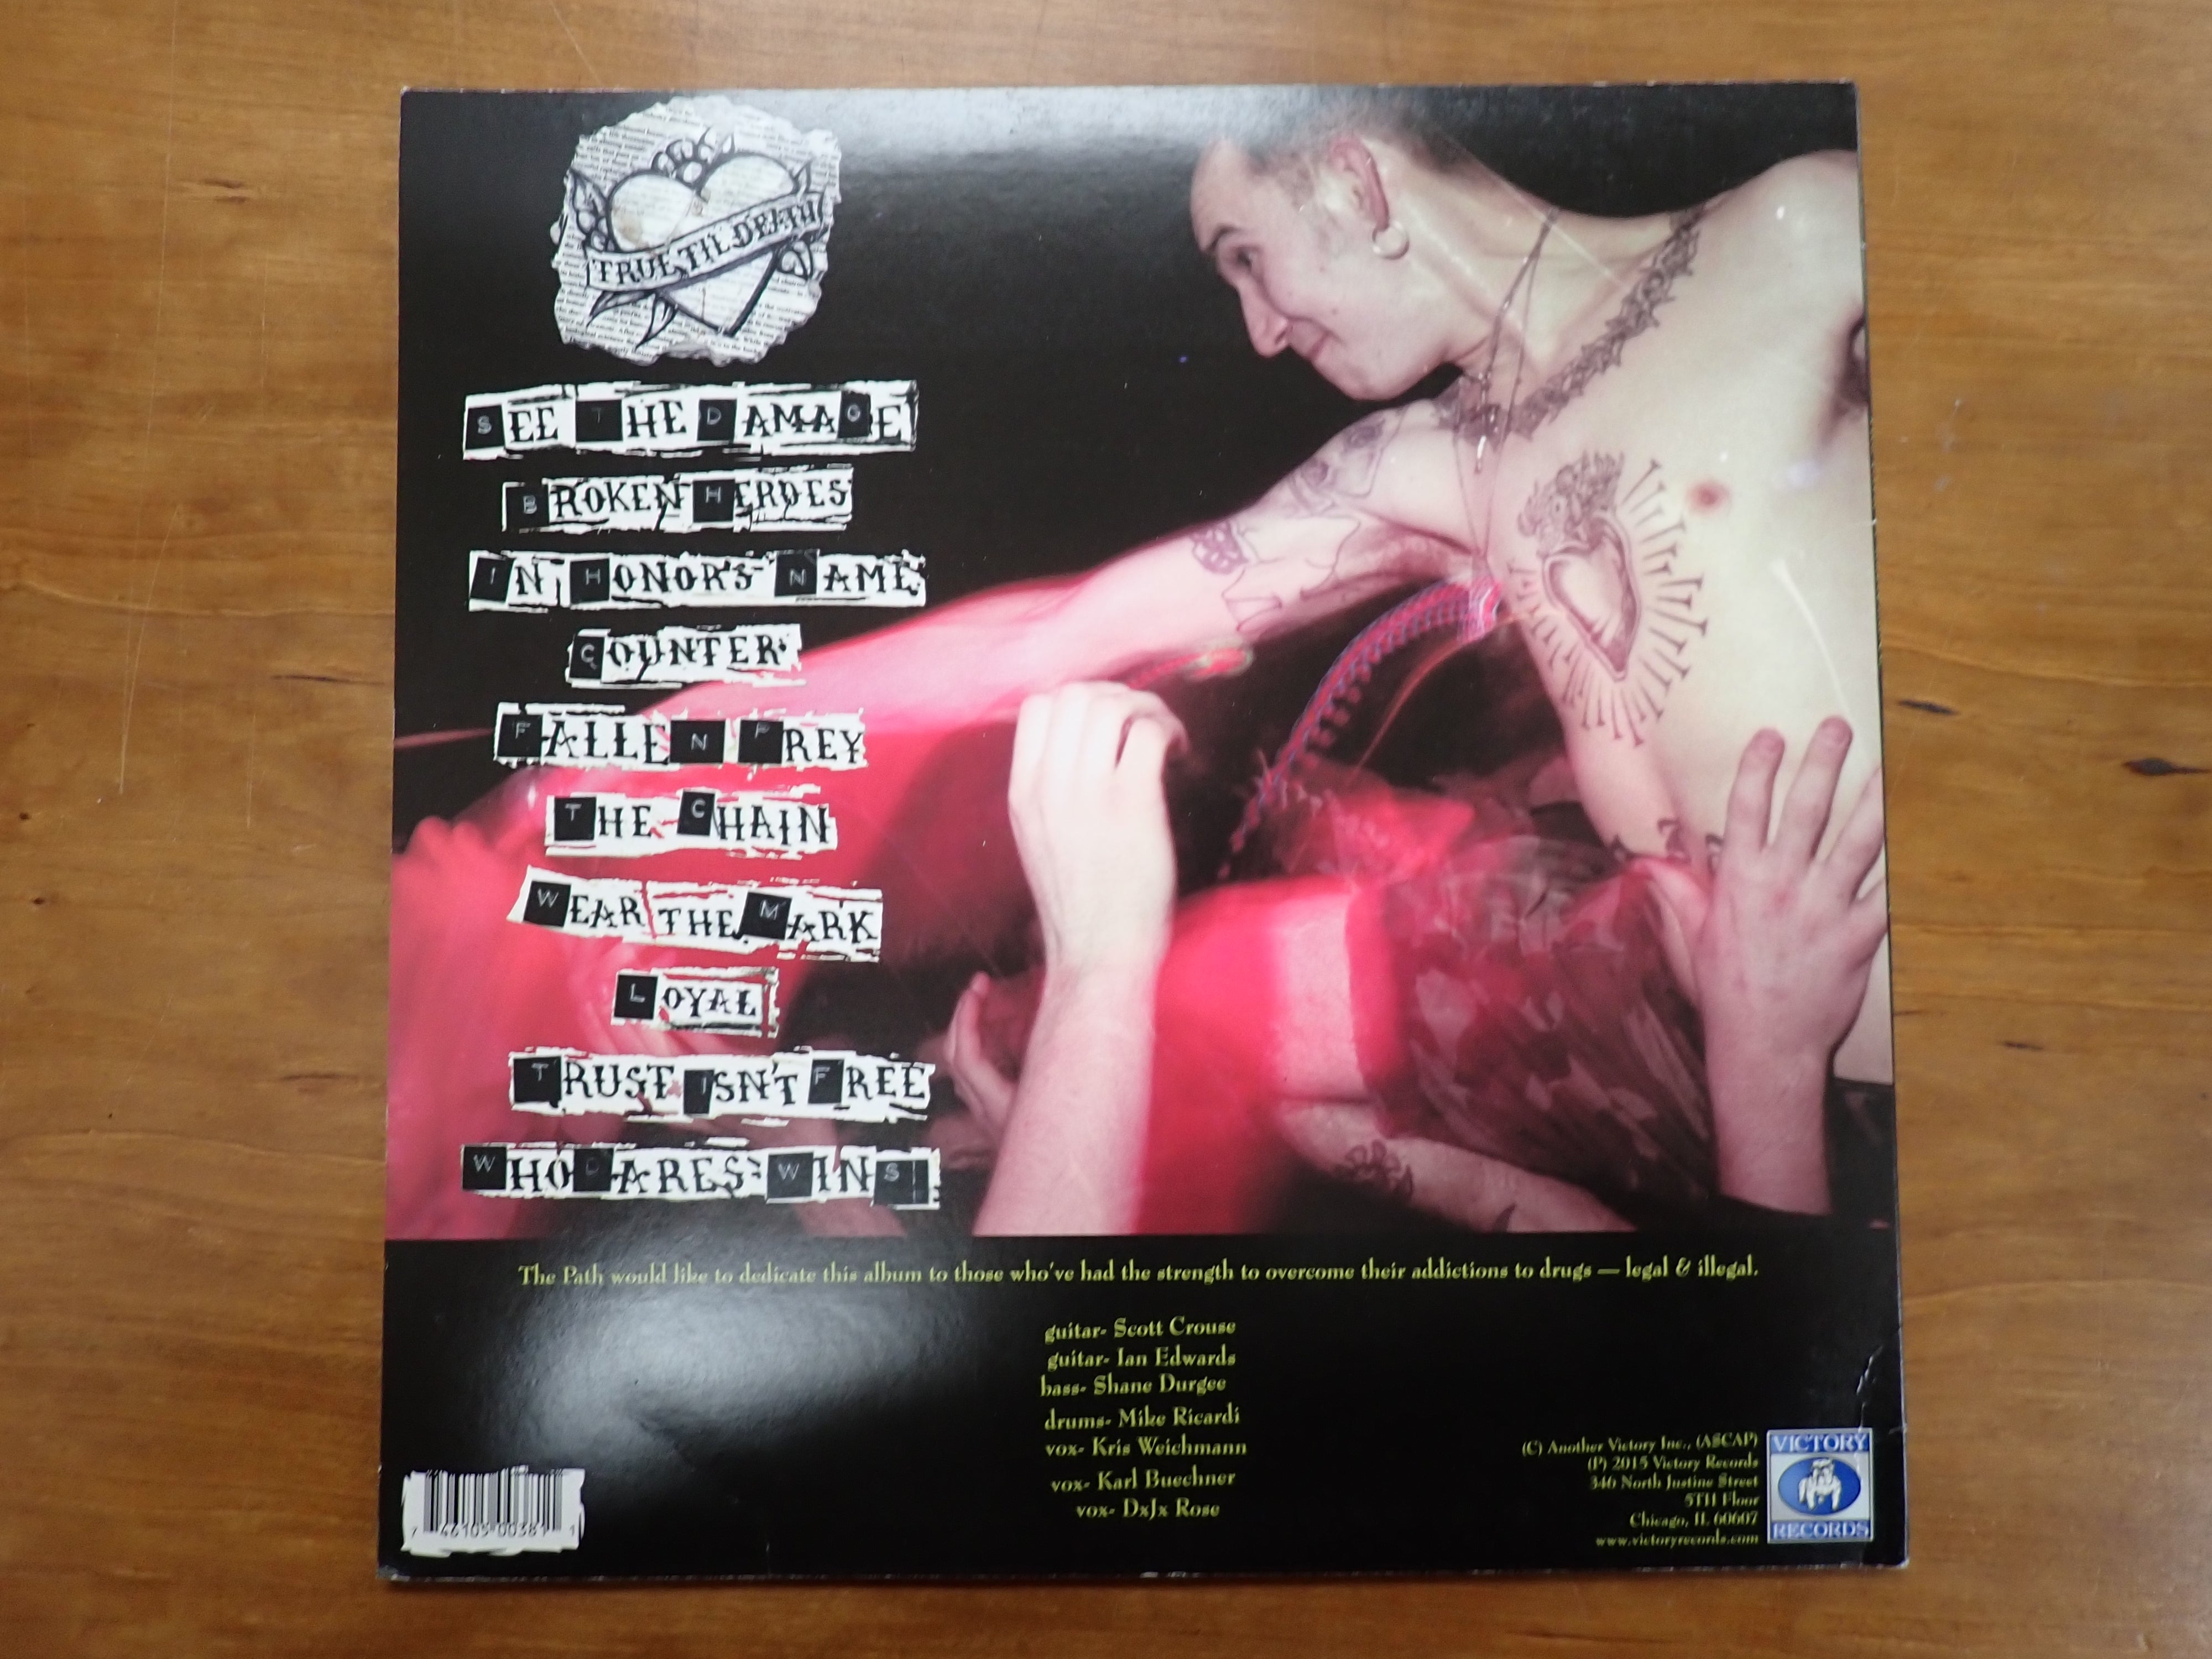 TRUE TIL DEATH
SEE THE DAMAGE
BROKEN HEROES
IN HONOR'S NAME
COUNTER
FALLEN PREY
THE CHAIN
WEAR THE MARK
LOYAL
TRUST ISN'T FREE
WHO DARES WINS
The Path would like to dedicate this album to those who've had the strength to overcome their addictions to drugs — legal & illegal.
guitar- Scott Crouse
guitar- Ian Edwards
bass- Shane Durgee
drums- Mike Ricardi
vox- Kris Weichmann
vox- Karl Buechner
vox- DxJx Rose
(C) Another Victory Inc., (ASCAP)
(P) 2015 Victory Records
346 North Justine Street
5TH Floor
Chicago, IL 60607
www.victoryrecords.com
VICTORY
RECORDS
7 46105 00381 1